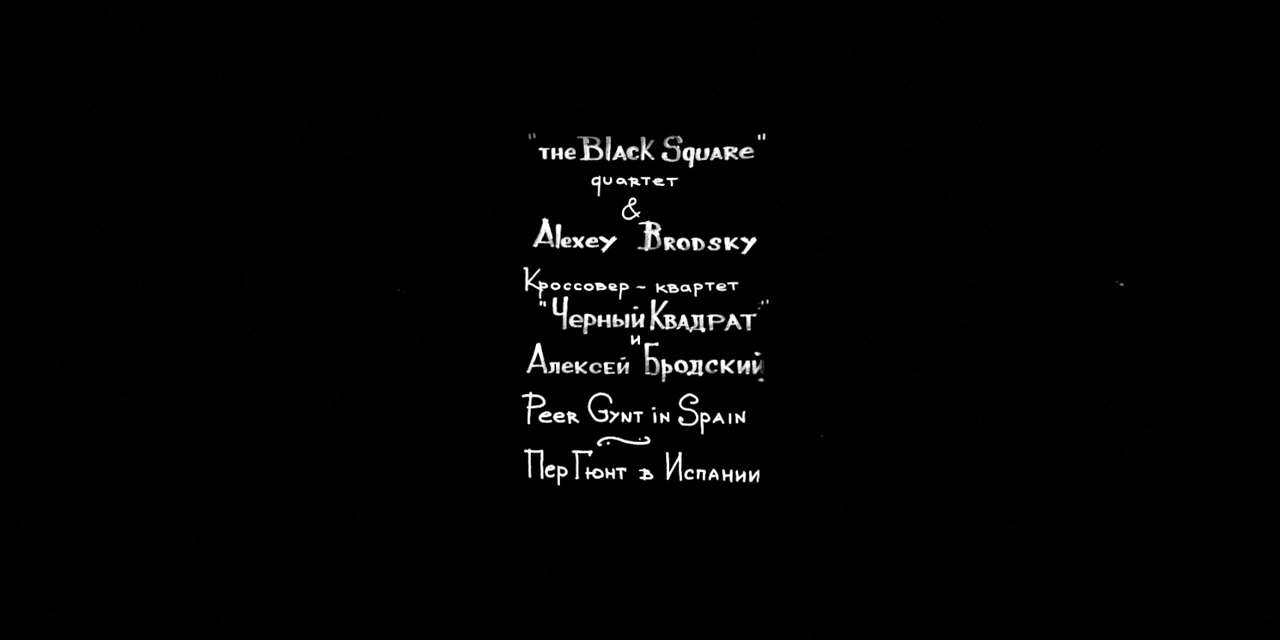 "the Black Square"
quartet
&
Alexey Brodsky
Кроссовер - квартет
"Черный Квадрат"
и
Алексей Бродский
Peer Gynt in Spain
Пер Гюнт в Испании